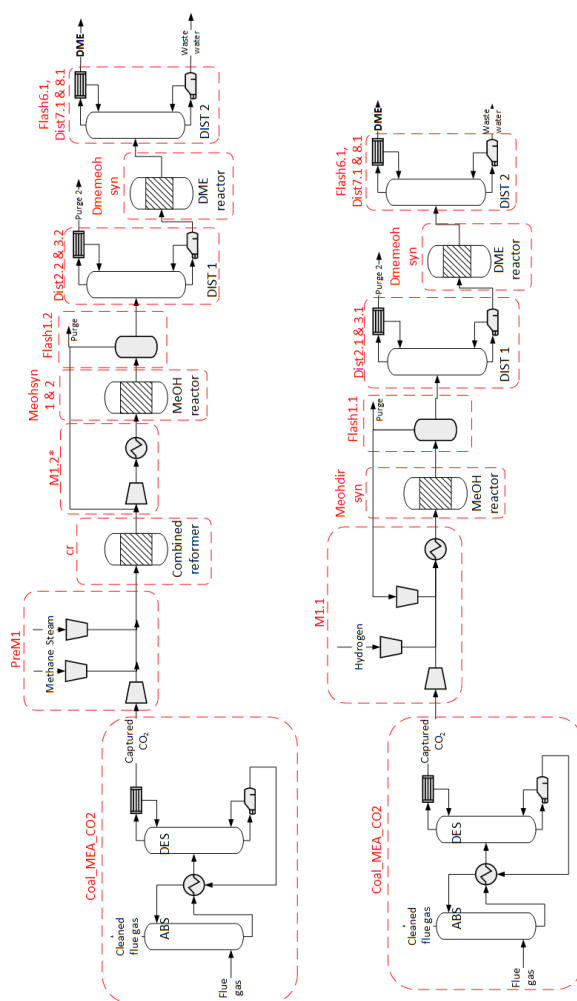 Coal_MEA_CO2
Cleaned
flue gas
Flue
gas
ABS
DES
Captured
CO2
PreM1
Methane
Steam
cr
Combined
reformer
M1.2*
Meohsyn
1 & 2
MeOH
reactor
Flash1.2
Purge
Dist2.2 & 3.2
Purge 2
DIST 1
Dmemeoh
syn
DME
reactor
Flash6.1,
Dist7.1 & 8.1
DME
Waste
water
DIST 2
Coal_MEA_CO2
Cleaned
flue gas
Flue
gas
ABS
DES
Captured
CO2
M1.1
Hydrogen
Meohdir
syn
MeOH
reactor
Flash1.1
Purge
Dist2.1 & 3.1
Purge 2
DIST 1
Dmemeoh
syn
DME
reactor
Flash6.1,
Dist7.1 & 8.1
DME
Waste
water
DIST 2